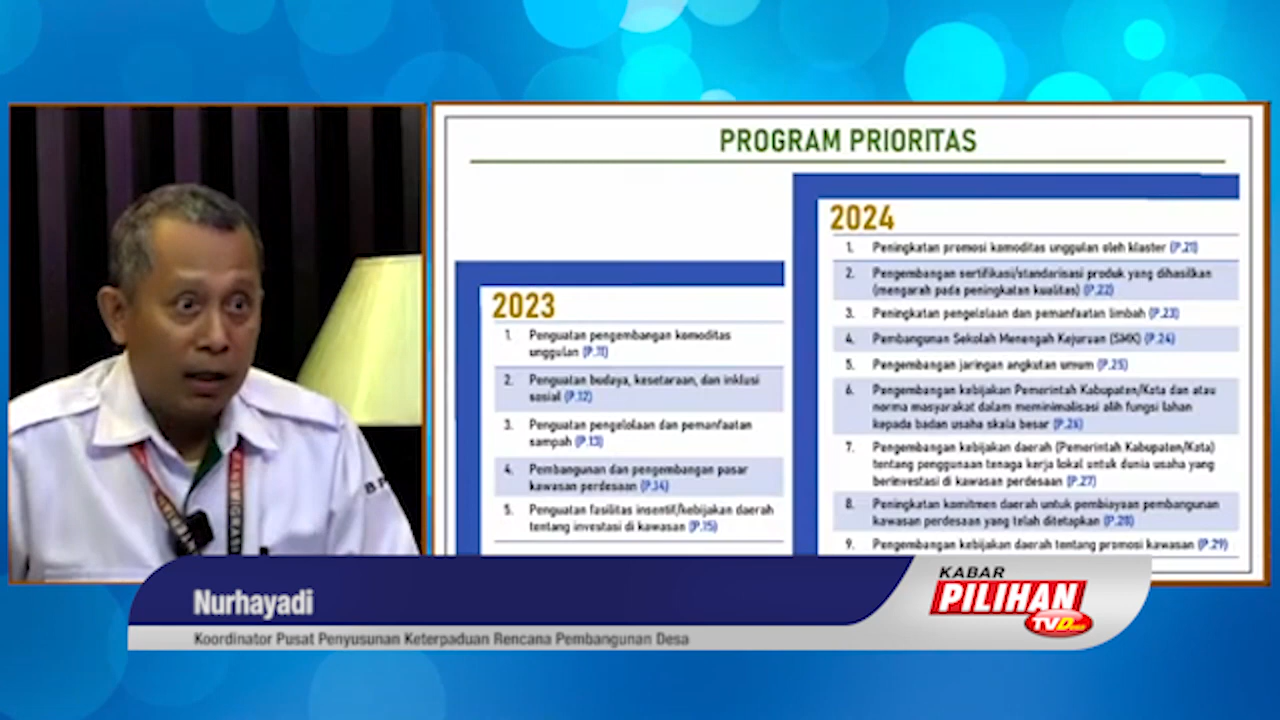 PROGRAM PRIORITAS
2023
1. Penguatan pengembangan komoditas
unggulan (P.11)
2. Penguatan budaya, kesetaraan, dan inklusi
sosial (P.12)
3. Penguatan pengelolaan dan pemanfaatan
sampah (P.13)
4. Pembangunan dan pengembangan pasar
kawasan perdesaan (P.14)
5. Penguatan fasilitas insentif/kebijakan daerah
tentang investasi di kawasan (P.15)
2024
1. Peningkatan promosi komoditas unggulan oleh klaster (P.21)
2. Pengembangan sertifikasi/standarisasi produk yang dihasilkan
(mengarah pada peningkatan kualitas) (P.22)
3. Peningkatan pengelolaan dan pemanfaatan limbah (P.23)
4. Pembangunan Sekolah Menengah Kejuruan (SMK) (P.24)
5. Pengembangan jaringan angkutan umum (P.25)
6. Pengembangan kebijakan Pemerintah Kabupaten/Kota dan atau
norma masyarakat dalam meminimalisasi alih fungsi lahan
kepada badan usaha skala besar (P.26)
7. Pengembangan kebijakan daerah (Pemerintah Kabupaten/Kota)
tentang penggunaan tenaga kerja lokal untuk dunia usaha yang
berinvestasi di kawasan perdesaan (P.27)
8. Peningkatan komitmen daerah untuk pembiayaan pembangunan
kawasan perdesaan yang telah ditetapkan (P.28)
9. Pengembangan kebijakan daerah tentang promosi kawasan (P.29)
Nurhayadi
Koordinator Pusat Penyusunan Keterpaduan Rencana Pembangunan Desa
KABAR
PILIHAN